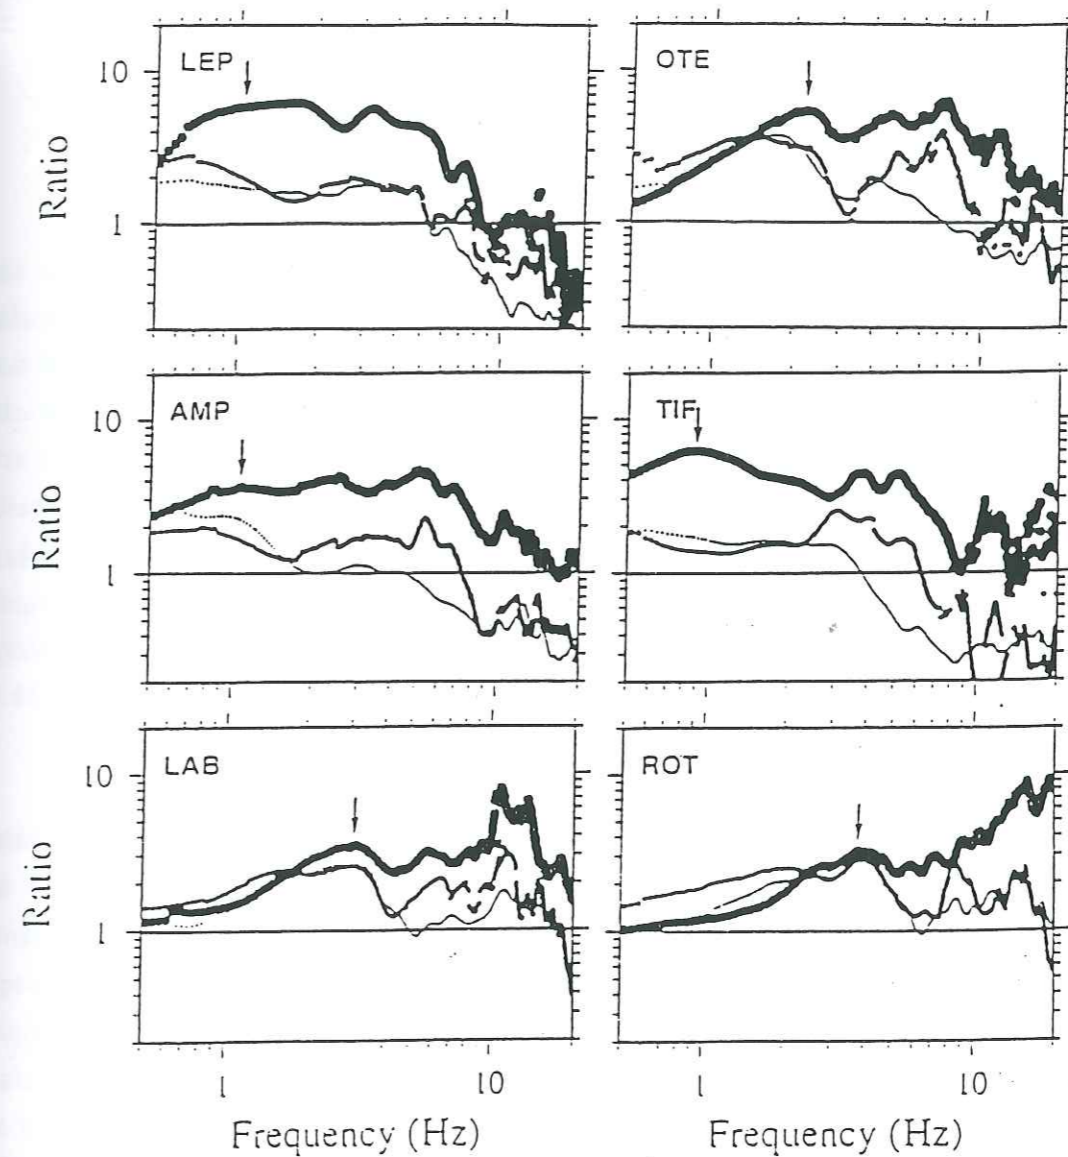 LEP
OTE
10
Ratio
1
AMP
TIF
10
Ratio
1
LAB
ROT
10
Ratio
1
1
10
1
10
Frequency (Hz)
Frequency (Hz)